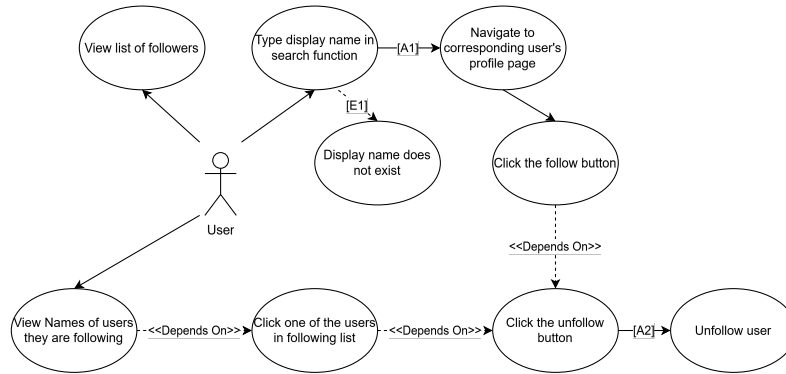 View list of followers
Type display name in
search function
[A1]
Navigate to
corresponding user's
profile page
[E1]
Display name does
not exist
Click the follow button
User
<<Depends On>>
View Names of users
they are following
<<Depends On>>
Click one of the users
in following list
<<Depends On>>
Click the unfollow
button
[A2]
Unfollow user